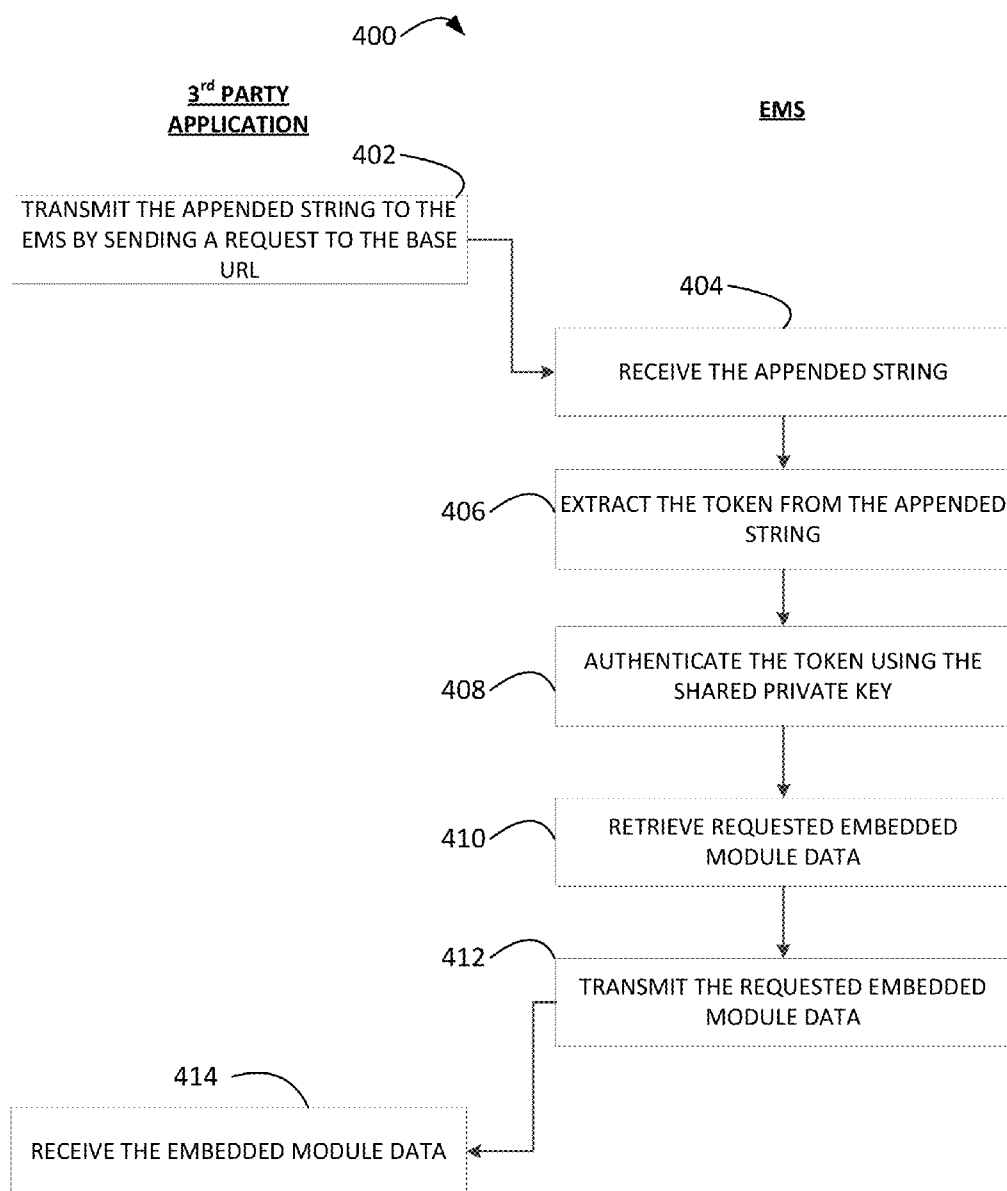 400
3rd PARTY
APPLICATION
EMS
402
TRANSMIT THE APPENDED STRING TO THE
EMS BY SENDING A REQUEST TO THE BASE
URL
404
RECEIVE THE APPENDED STRING
406
EXTRACT THE TOKEN FROM THE APPENDED
STRING
408
AUTHENTICATE THE TOKEN USING THE
SHARED PRIVATE KEY
410
RETRIEVE REQUESTED EMBEDDED
MODULE DATA
412
TRANSMIT THE REQUESTED EMBEDDED
MODULE DATA
414
RECEIVE THE EMBEDDED MODULE DATA